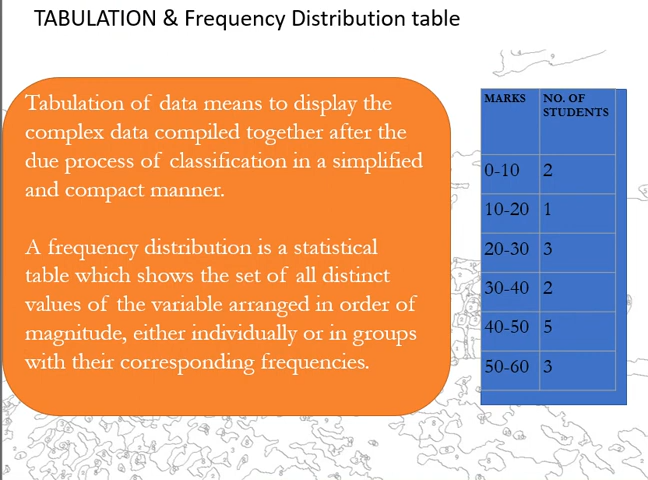 TABULATION & Frequency Distribution table
Tabulation of data means to display the
complex data compiled together after the
due process of classification in a simplified
and compact manner.
A frequency distribution is a statistical
table which shows the set of all distinct
values of the variable arranged in order of
magnitude, either individually or in groups
with their corresponding frequencies.
MARKS NO. OF
STUDENTS
0-10 2
10-20 1
20-30 3
30-40 2
40-50 5
50-60 3